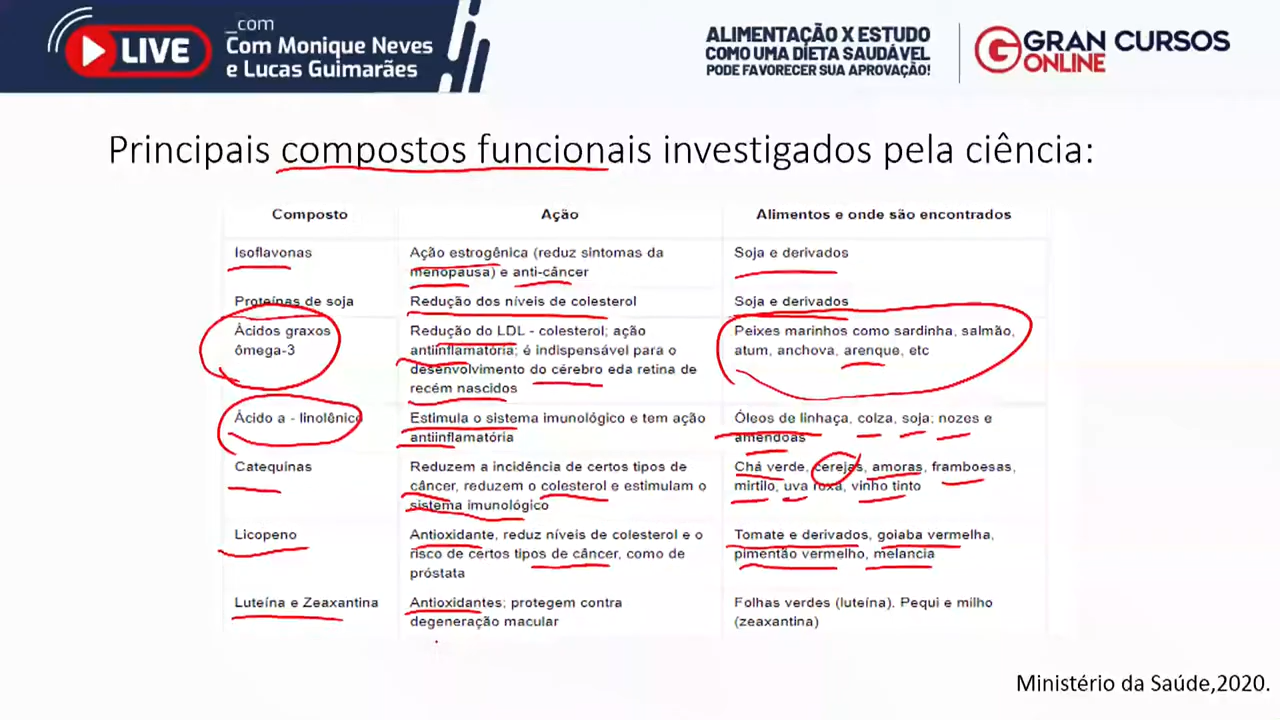 _com
LIVE
Com Monique Neves
e Lucas Guimarães
ALIMENTAÇÃO X ESTUDO
COMO UMA DIETA SAUDÁVEL
PODE FAVORECER SUA APROVAÇÃO!
GRAN CURSOS
ONLINE
Principais compostos funcionais investigados pela ciência:
Composto
Ação
Alimentos e onde são encontrados
Isoflavonas
Ação estrogênica (reduz sintomas da
menopausa) e anti-câncer
Soja e derivados
Proteínas de soja
Redução dos níveis de colesterol
Soja e derivados
Ácidos graxos
ômega-3
Redução do LDL - colesterol; ação
antiinflamatória; é indispensável para o
desenvolvimento do cérebro eda retina de
recém nascidos
Peixes marinhos como sardinha, salmão,
atum, anchova, arenque, etc
Ácido a - linolênico
Estimula o sistema imunológico e tem ação
antiinflamatória
Óleos de linhaça, colza, soja; nozes e
amêndoas
Catequinas
Reduzem a incidência de certos tipos de
câncer, reduzem o colesterol e estimulam o
sistema imunológico
Chá verde, cerejas, amoras, framboesas,
mirtilo, uva roxa, vinho tinto
Licopeno
Antioxidante, reduz níveis de colesterol e o
risco de certos tipos de câncer, como de
próstata
Tomate e derivados, goiaba vermelha,
pimentão vermelho, melancia
Luteína e Zeaxantina
Antioxidantes; protegem contra
degeneração macular
Folhas verdes (luteína). Pequi e milho
(zeaxantina)
Ministério da Saúde,2020.